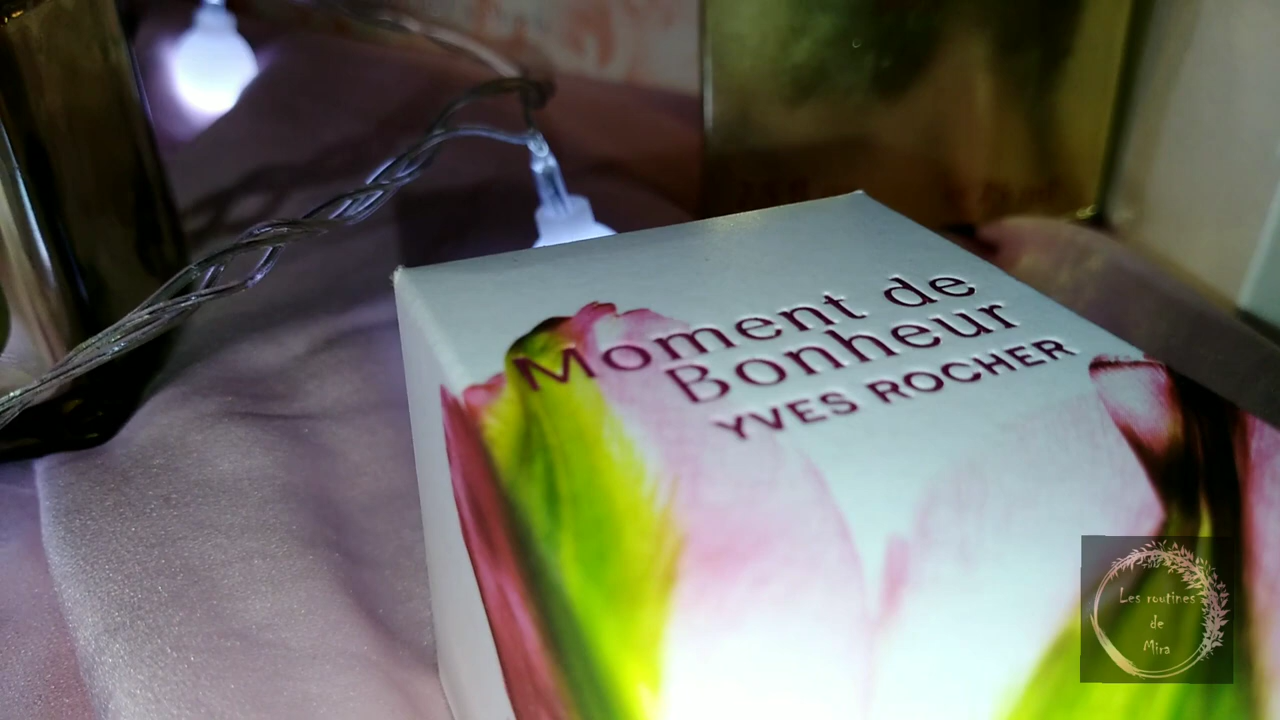 Moment de
Bonheur
YVES ROCHER
Les routines
de
Mira